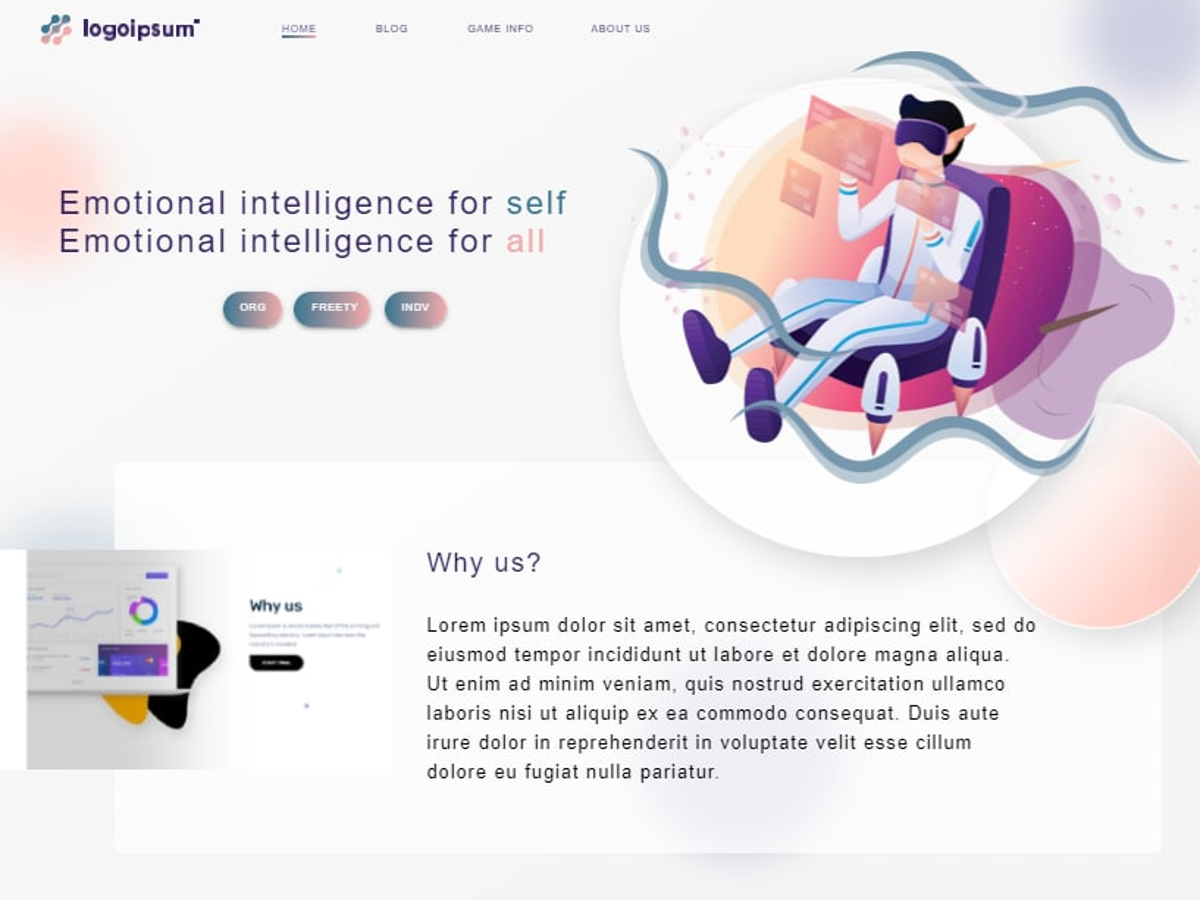 logoipsum
HOME
BLOG
GAME INFO
ABOUT US
Emotional intelligence for self
Emotional intelligence for all
ORG
FREETY
INDV
Why us
Why us?
Lorem ipsum dolor sit amet, consectetur adipiscing elit, sed do
eiusmod tempor incididunt ut labore et dolore magna aliqua.
Ut enim ad minim veniam, quis nostrud exercitation ullamco
laboris nisi ut aliquip ex ea commodo consequat. Duis aute
irure dolor in reprehenderit in voluptate velit esse cillum
dolore eu fugiat nulla pariatur.